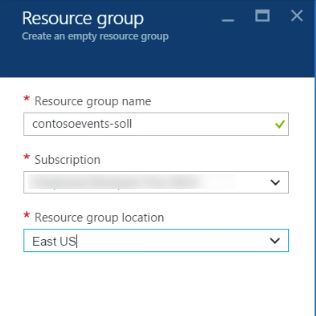 Resource group
Create an empty resource group
* Resource group name
contosoevents-soll
* Subscription
* Resource group location
East US